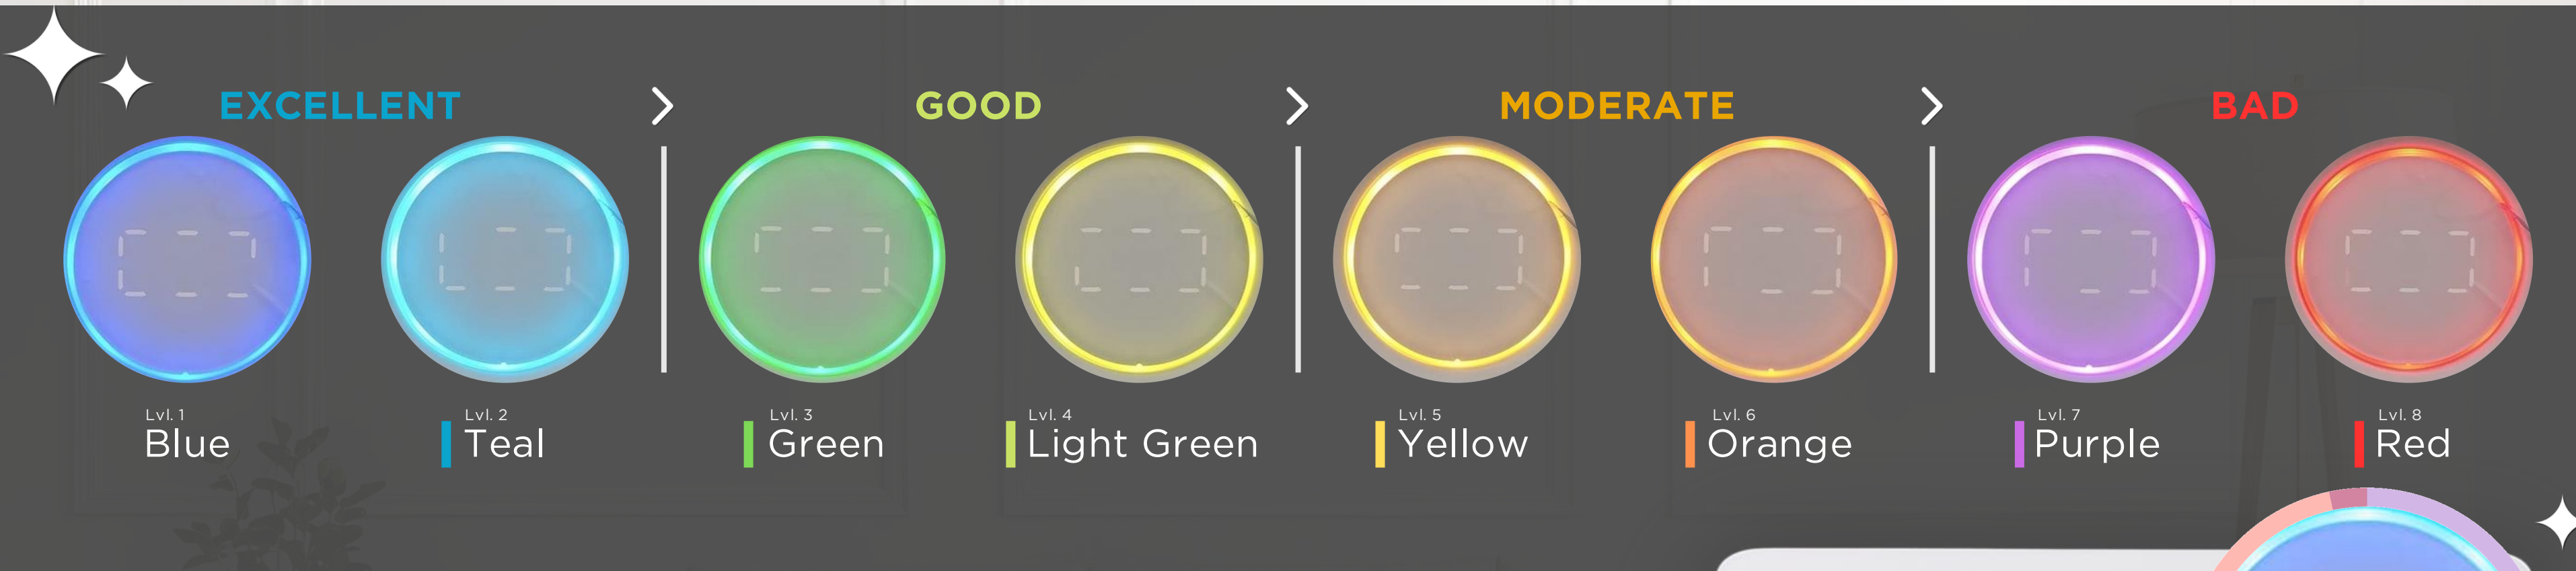 EXCELLENT
GOOD
MODERATE
BAD
Lvl. 1
Blue
Lvl. 2
Teal
Lvl. 3
Green
Lvl. 4
Light Green
Lvl. 5
Yellow
Lvl. 6
Orange
Lvl. 7
Purple
Lvl. 8
Red